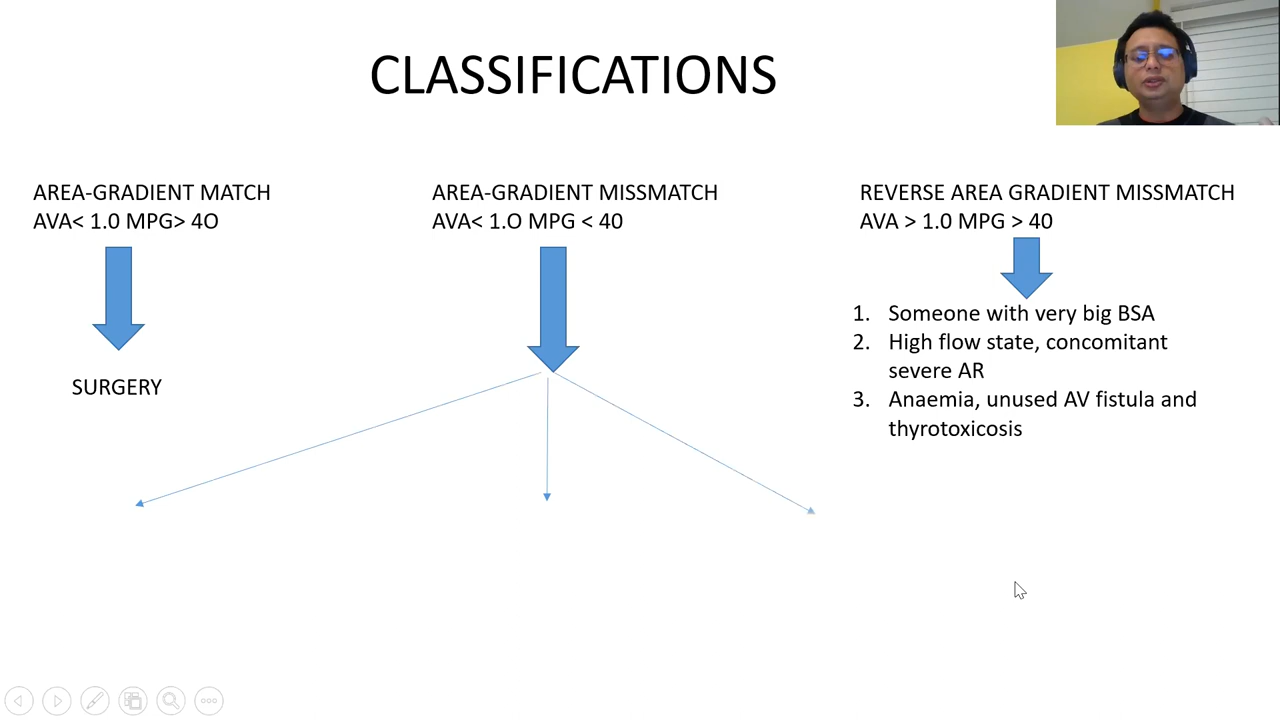 CLASSIFICATIONS
AREA-GRADIENT MATCH
AVA< 1.0 MPG> 4O
SURGERY
AREA-GRADIENT MISSMATCH
AVA< 1.O MPG < 40
REVERSE AREA GRADIENT MISSMATCH
AVA > 1.0 MPG > 40
1. Someone with very big BSA
2. High flow state, concomitant
severe AR
3. Anaemia, unused AV fistula and
thyrotoxicosis